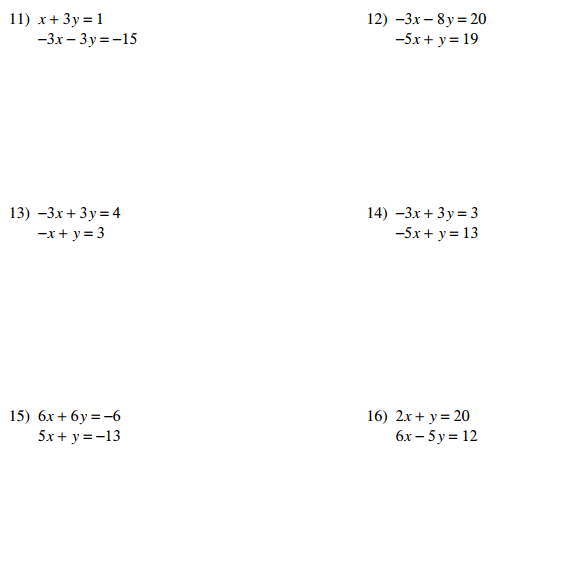 11) x + 3y = 1
−3x − 3y = −15
12) −3x − 8y = 20
−5x + y = 19
13) −3x + 3y = 4
−x + y = 3
14) −3x + 3y = 3
−5x + y = 13
15) 6x + 6y = −6
5x + y = −13
16) 2x + y = 20
6x − 5y = 12